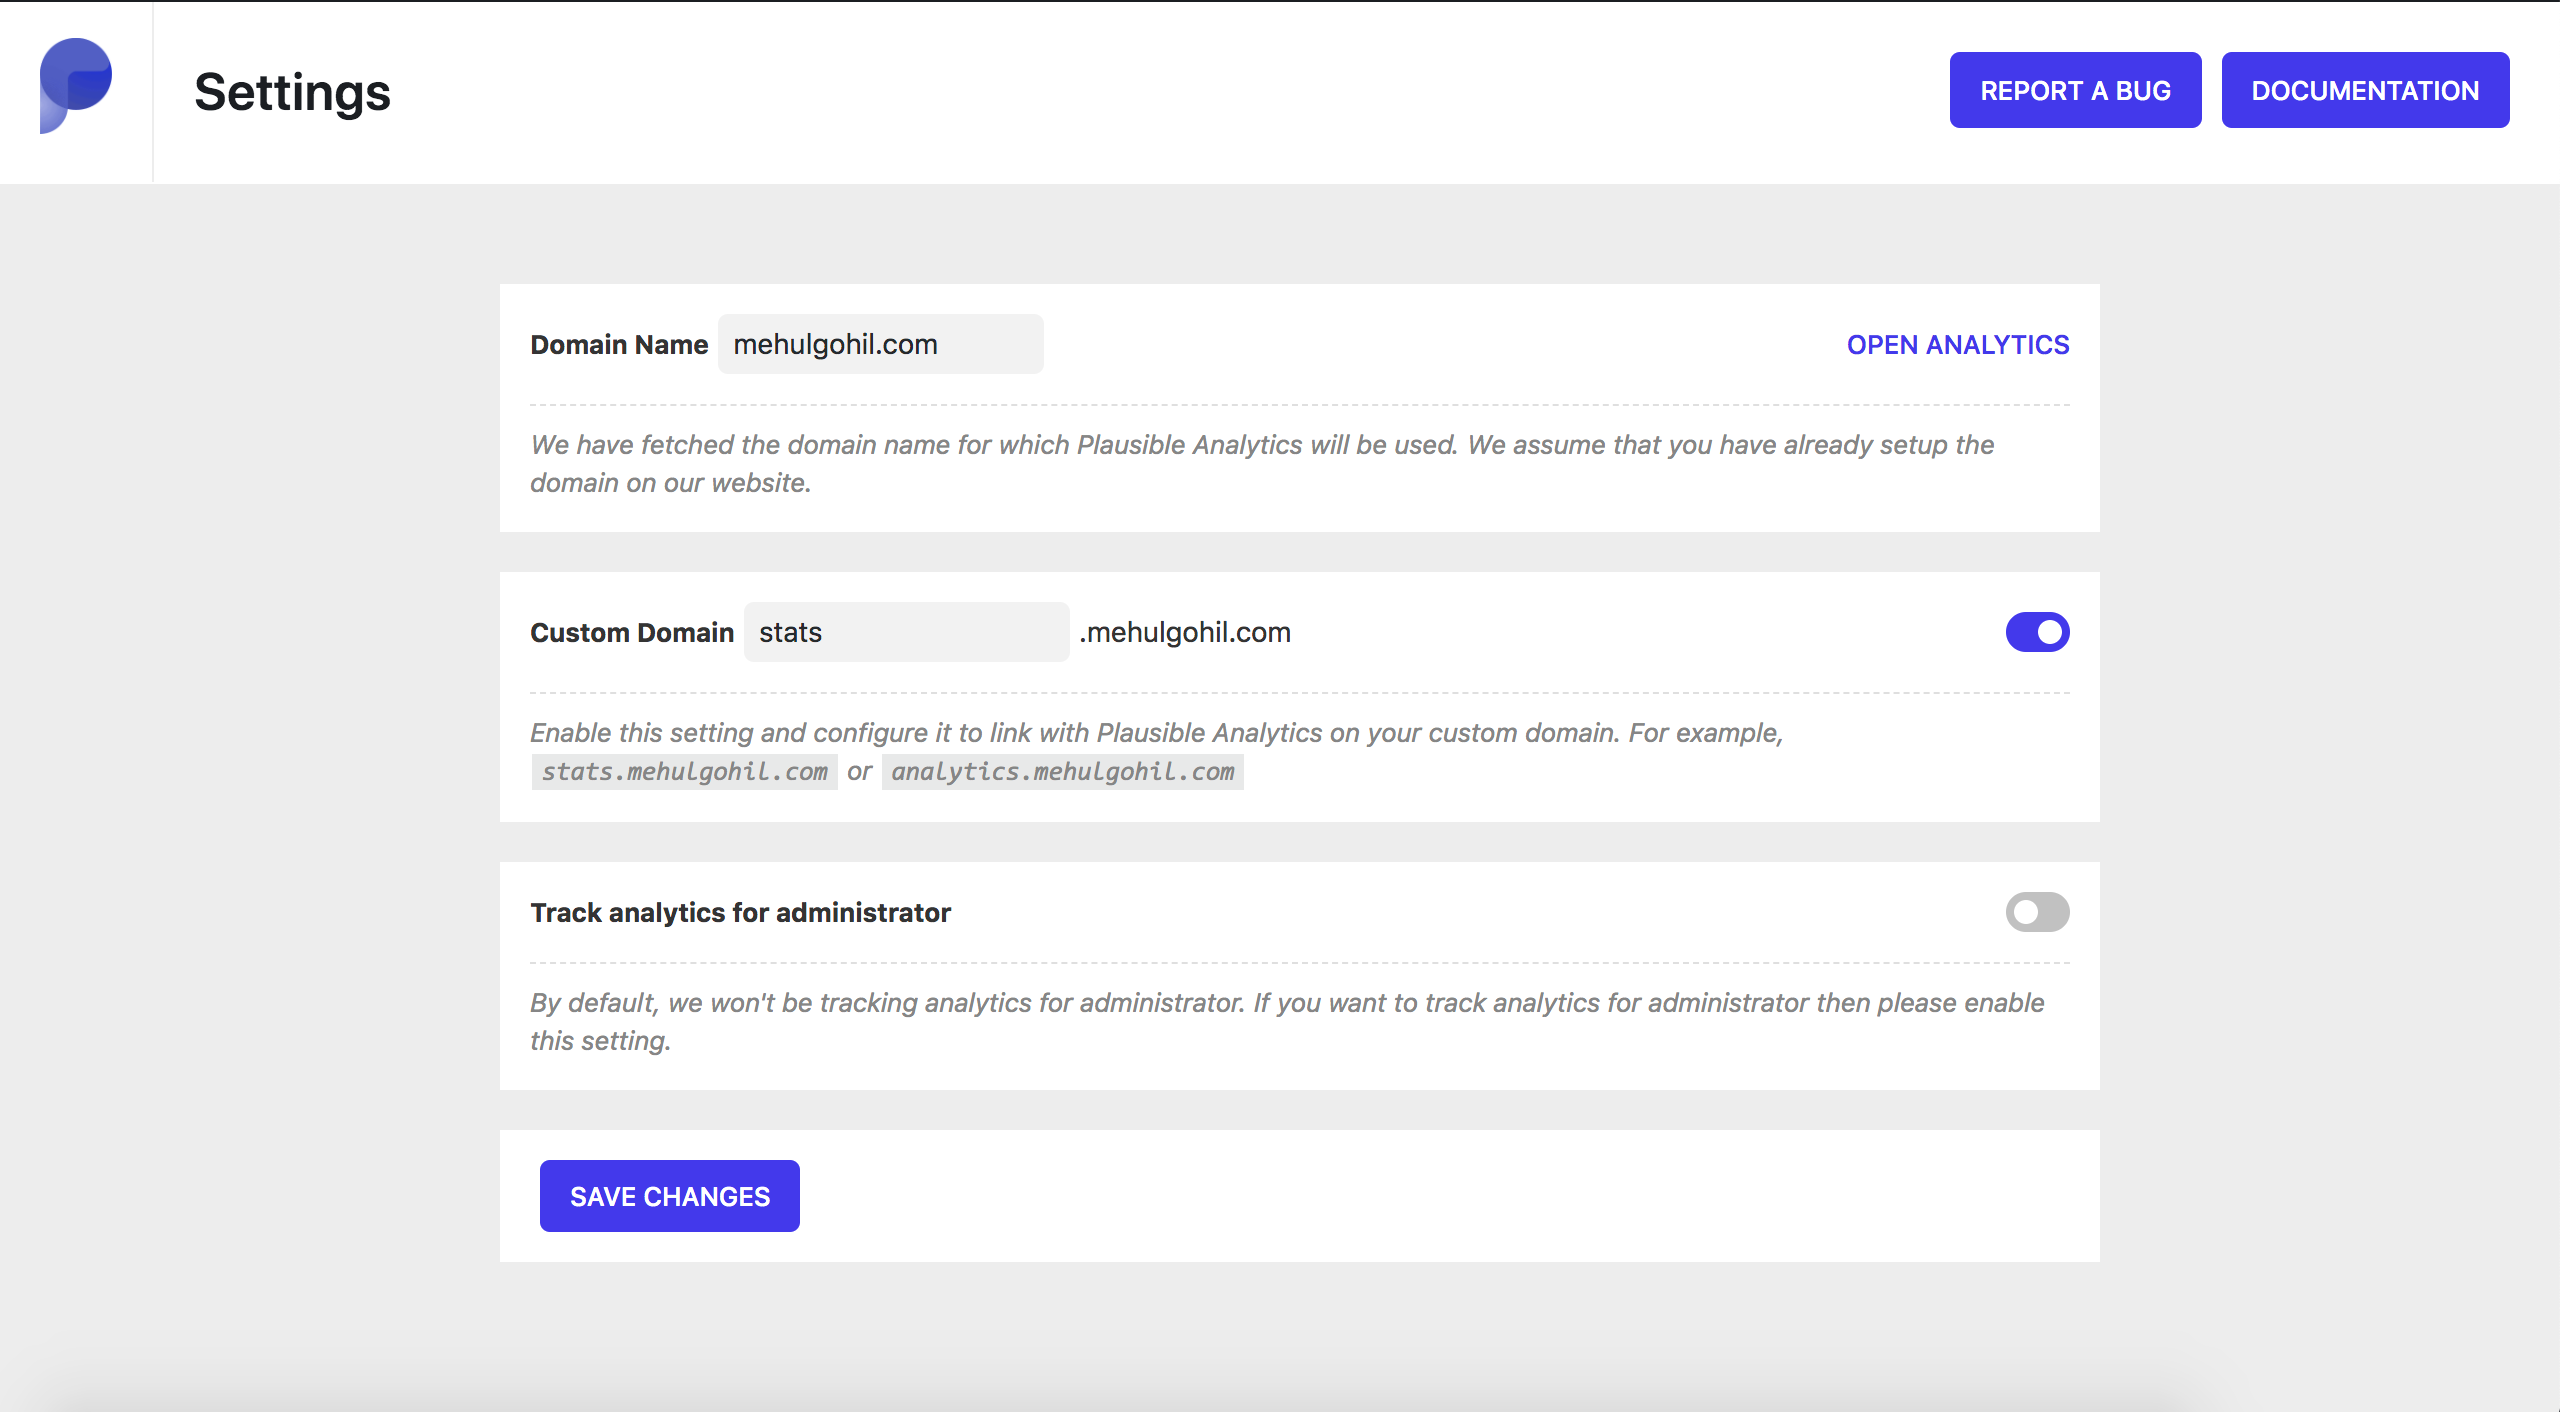 Settings
REPORT A BUG
DOCUMENTATION
Domain Name mehulgohil.com OPEN ANALYTICS
We have fetched the domain name for which Plausible Analytics will be used. We assume that you have already setup the
domain on our website.
Custom Domain stats .mehulgohil.com
Enable this setting and configure it to link with Plausible Analytics on your custom domain. For example,
stats.mehulgohil.com or analytics.mehulgohil.com
Track analytics for administrator
By default, we won't be tracking analytics for administrator. If you want to track analytics for administrator then please enable
this setting.
SAVE CHANGES